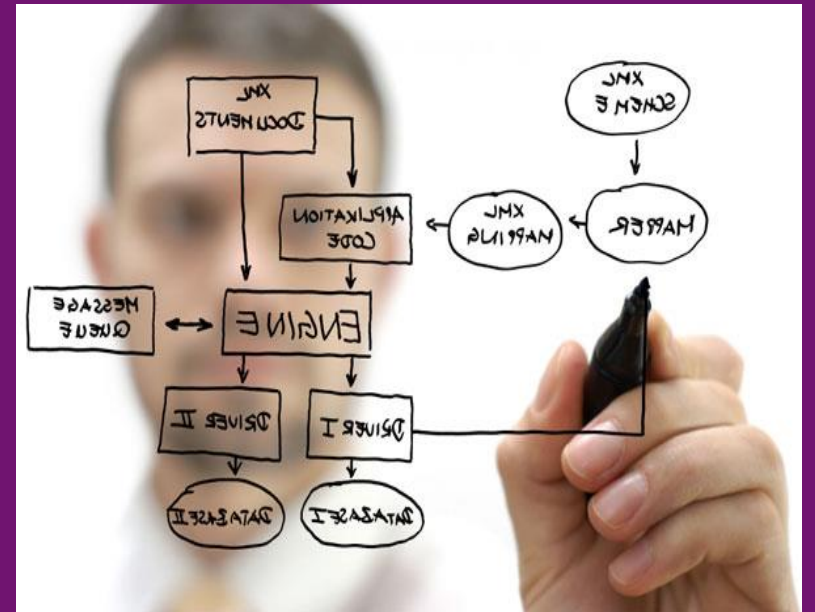 XML
DOCUMENTS
XML
SCHEME
APPLIKATION
CODE
XML
MAPPING
MAPPER
MESSAGE
QUEUE
ENGINE
DRIVER II
DRIVER I
DATABASE II
DATABASE I